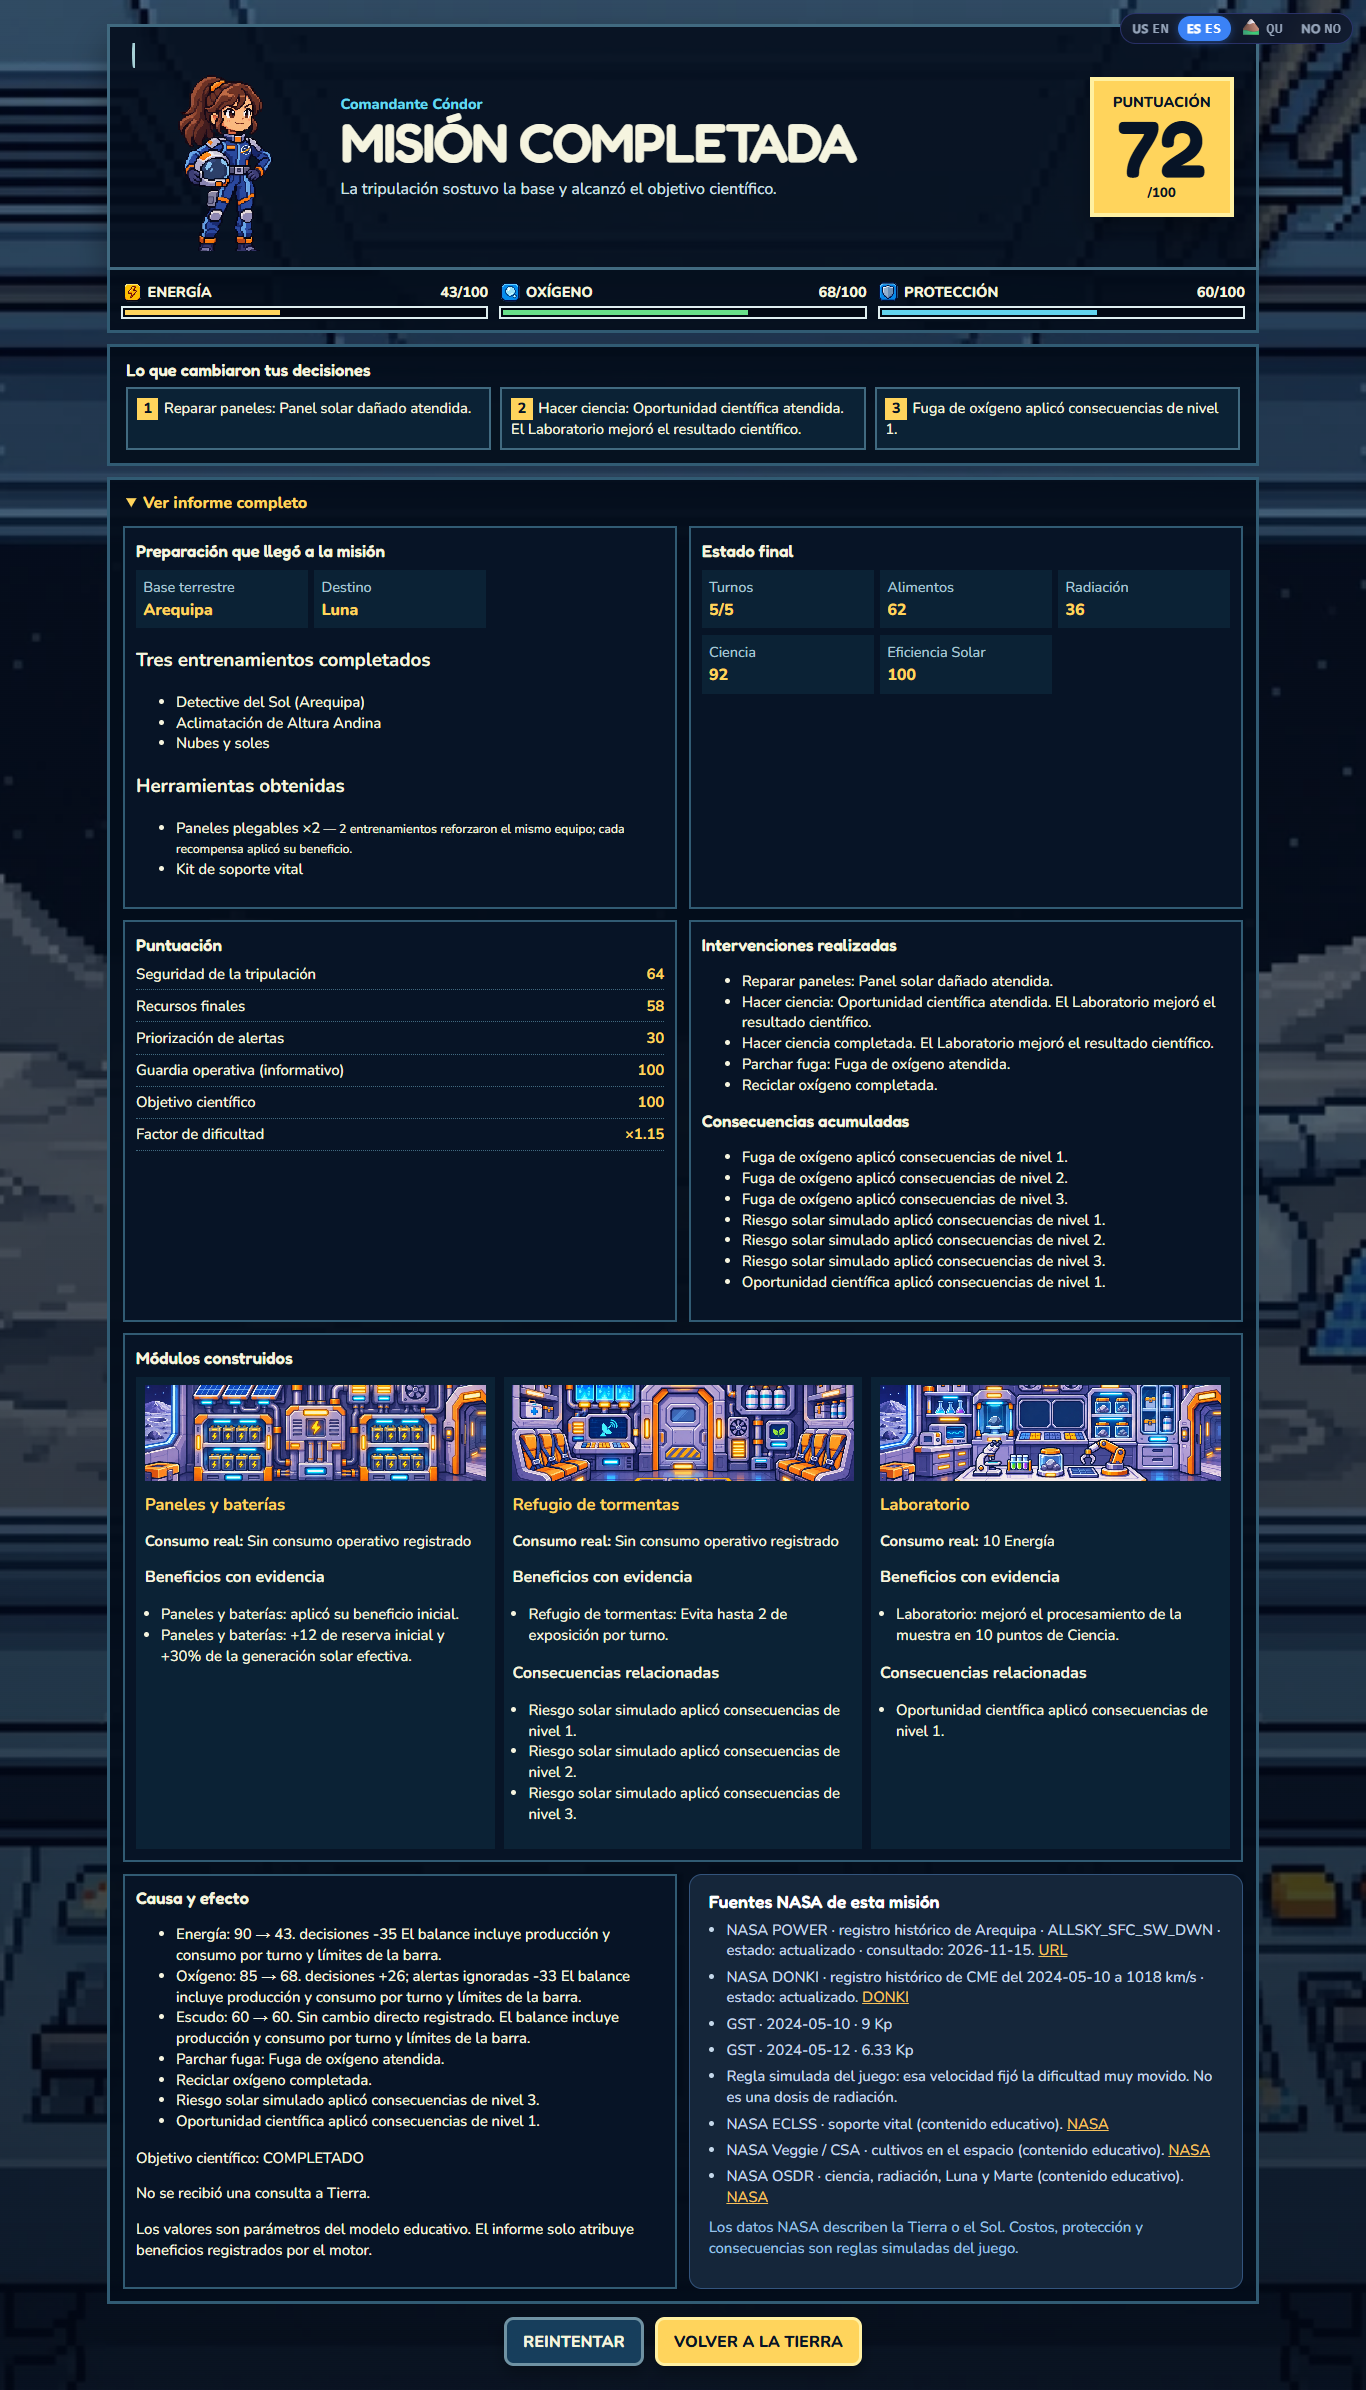 US EN ES ES QU NO NO
Comandante Cóndor
MISIÓN COMPLETADA
La tripulación sostuvo la base y alcanzó el objetivo científico.
PUNTUACIÓN
72
/100
ENERGÍA 43/100
OXÍGENO 68/100
PROTECCIÓN 60/100
Lo que cambiaron tus decisiones
1 Reparar paneles: Panel solar dañado atendida.
2 Hacer ciencia: Oportunidad científica atendida.
El Laboratorio mejoró el resultado científico.
3 Fuga de oxígeno aplicó consecuencias de nivel
1.
▼ Ver informe completo
Preparación que llegó a la misión
Base terrestre
Arequipa
Destino
Luna
Tres entrenamientos completados
• Detective del Sol (Arequipa)
• Aclimatación de Altura Andina
• Nubes y soles
Herramientas obtenidas
• Paneles plegables ×2 — 2 entrenamientos reforzaron el mismo equipo; cada
recompensa aplicó su beneficio.
• Kit de soporte vital
Estado final
Turnos
5/5
Alimentos
62
Radiación
36
Ciencia
92
Eficiencia Solar
100
Puntuación
Seguridad de la tripulación 64
Recursos finales 58
Priorización de alertas 30
Guardia operativa (informativo) 100
Objetivo científico 100
Factor de dificultad ×1.15
Intervenciones realizadas
• Reparar paneles: Panel solar dañado atendida.
• Hacer ciencia: Oportunidad científica atendida. El Laboratorio mejoró el
resultado científico.
• Hacer ciencia completada. El Laboratorio mejoró el resultado científico.
• Parchar fuga: Fuga de oxígeno atendida.
• Reciclar oxígeno completada.
Consecuencias acumuladas
• Fuga de oxígeno aplicó consecuencias de nivel 1.
• Fuga de oxígeno aplicó consecuencias de nivel 2.
• Fuga de oxígeno aplicó consecuencias de nivel 3.
• Riesgo solar simulado aplicó consecuencias de nivel 1.
• Riesgo solar simulado aplicó consecuencias de nivel 2.
• Riesgo solar simulado aplicó consecuencias de nivel 3.
• Oportunidad científica aplicó consecuencias de nivel 1.
Módulos construidos
Paneles y baterías
Consumo real: Sin consumo operativo registrado
Beneficios con evidencia
• Paneles y baterías: aplicó su beneficio inicial.
• Paneles y baterías: +12 de reserva inicial y
+30% de la generación solar efectiva.
Refugio de tormentas
Consumo real: Sin consumo operativo registrado
Beneficios con evidencia
• Refugio de tormentas: Evita hasta 2 de
exposición por turno.
Consecuencias relacionadas
• Riesgo solar simulado aplicó consecuencias de
nivel 1.
• Riesgo solar simulado aplicó consecuencias de
nivel 2.
• Riesgo solar simulado aplicó consecuencias de
nivel 3.
Laboratorio
Consumo real: 10 Energía
Beneficios con evidencia
• Laboratorio: mejoró el procesamiento de la
muestra en 10 puntos de Ciencia.
Consecuencias relacionadas
• Oportunidad científica aplicó consecuencias de
nivel 1.
Causa y efecto
• Energía: 90 → 43. decisiones -35 El balance incluye producción y
consumo por turno y límites de la barra.
• Oxígeno: 85 → 68. decisiones +26; alertas ignoradas -33 El balance
incluye producción y consumo por turno y límites de la barra.
• Escudo: 60 → 60. Sin cambio directo registrado. El balance incluye
producción y consumo por turno y límites de la barra.
• Parchar fuga: Fuga de oxígeno atendida.
• Reciclar oxígeno completada.
• Riesgo solar simulado aplicó consecuencias de nivel 3.
• Oportunidad científica aplicó consecuencias de nivel 1.
Objetivo científico: COMPLETADO
No se recibió una consulta a Tierra.
Los valores son parámetros del modelo educativo. El informe solo atribuye
beneficios registrados por el motor.
Fuentes NASA de esta misión
• NASA POWER · registro histórico de Arequipa · ALLSKY_SFC_SW_DWN ·
estado: actualizado · consultado: 2026-11-15. URL
• NASA DONKI · registro histórico de CME del 2024-05-10 a 1018 km/s ·
estado: actualizado. DONKI
• GST · 2024-05-10 · 9 Kp
• GST · 2024-05-12 · 6.33 Kp
• Regla simulada del juego: esa velocidad fijó la dificultad muy movido. No
es una dosis de radiación.
• NASA ECLSS · soporte vital (contenido educativo). NASA
• NASA Veggie / CSA · cultivos en el espacio (contenido educativo). NASA
• NASA OSDR · ciencia, radiación, Luna y Marte (contenido educativo).
NASA
Los datos NASA describen la Tierra o el Sol. Costos, protección y
consecuencias son reglas simuladas del juego.
REINTENTAR
VOLVER A LA TIERRA